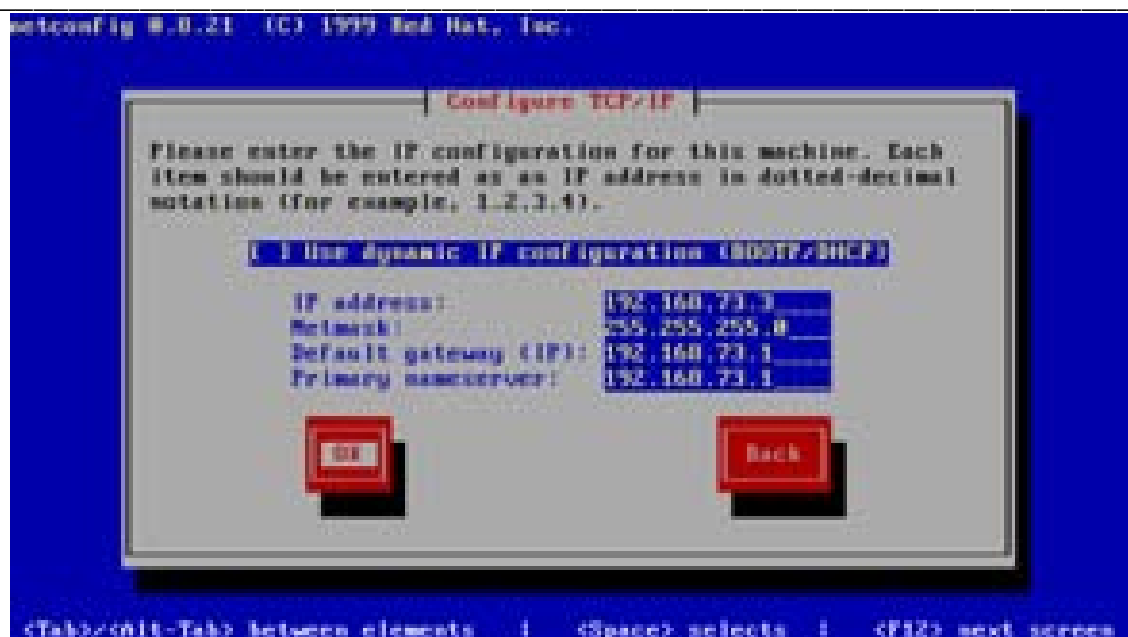 netconfig 0.0.21 (C) 1999 Red Hat, Inc.
Configure TCP/IP
Please enter the IP configuration for this machine. Each
item should be entered as an IP address in dotted-decimal
notation (for example, 1.2.3.4).
[ ] Use dynamic IP configuration (BOOTP/DHCP)
IP address: 192.168.73.3
Netmask: 255.255.255.0
Default gateway (IP): 192.168.73.1
Primary nameserver: 192.168.73.1
OK Back
<Tab>/<Alt-Tab> between elements | <Space> selects | <F12> next screen